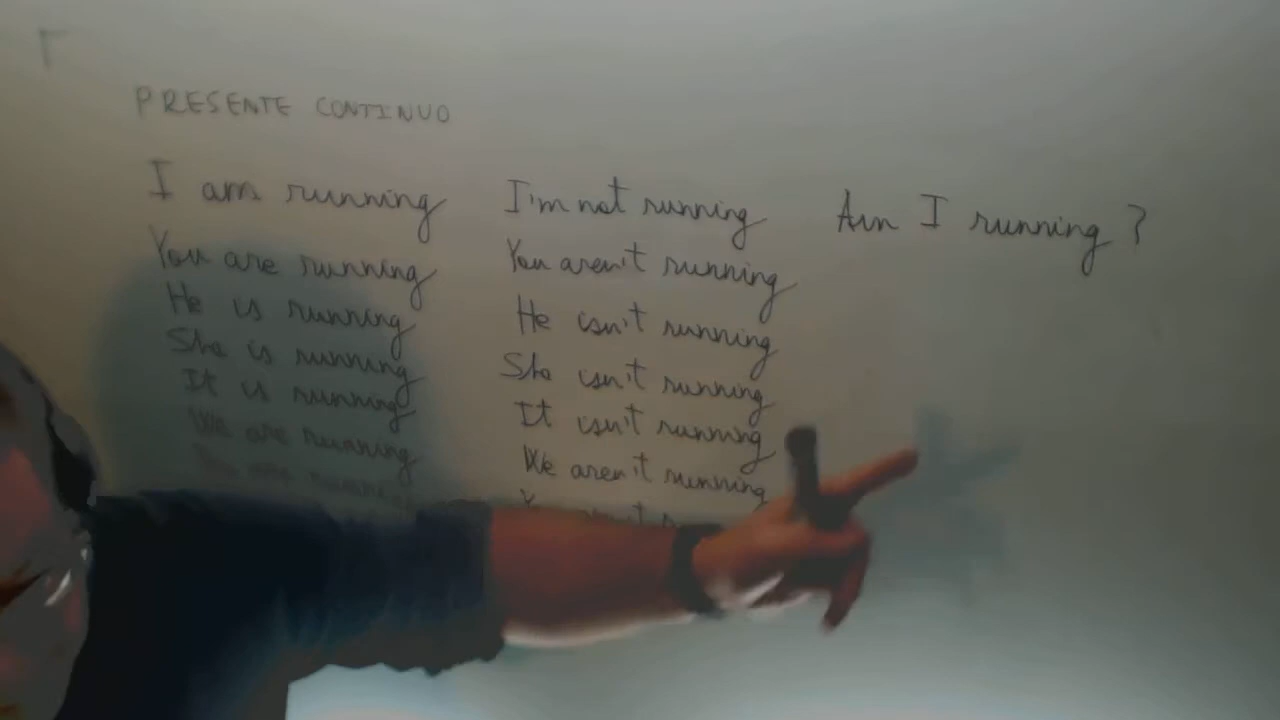 PRESENTE CONTINUO
I am running I'm not running Am I running?
You are running You aren't running
He is running He isn't running
She is running She isn't running
It is running It isn't running
We are running We aren't running